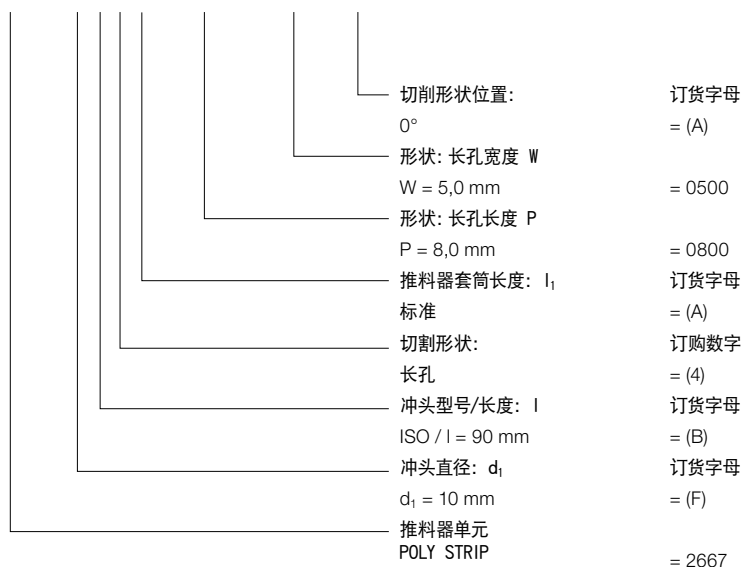 切削形状位置: 订货字母
0° = (A)
形状: 长孔宽度 W
W = 5,0 mm = 0500
形状: 长孔长度 P
P = 8,0 mm = 0800
推料器套筒长度: l₁ 订货字母
标准 = (A)
切割形状: 订购数字
长孔 = (4)
冲头型号/长度: l 订货字母
ISO / l = 90 mm = (B)
冲头直径: d₁ 订货字母
d₁ = 10 mm = (F)
推料器单元
POLY STRIP = 2667